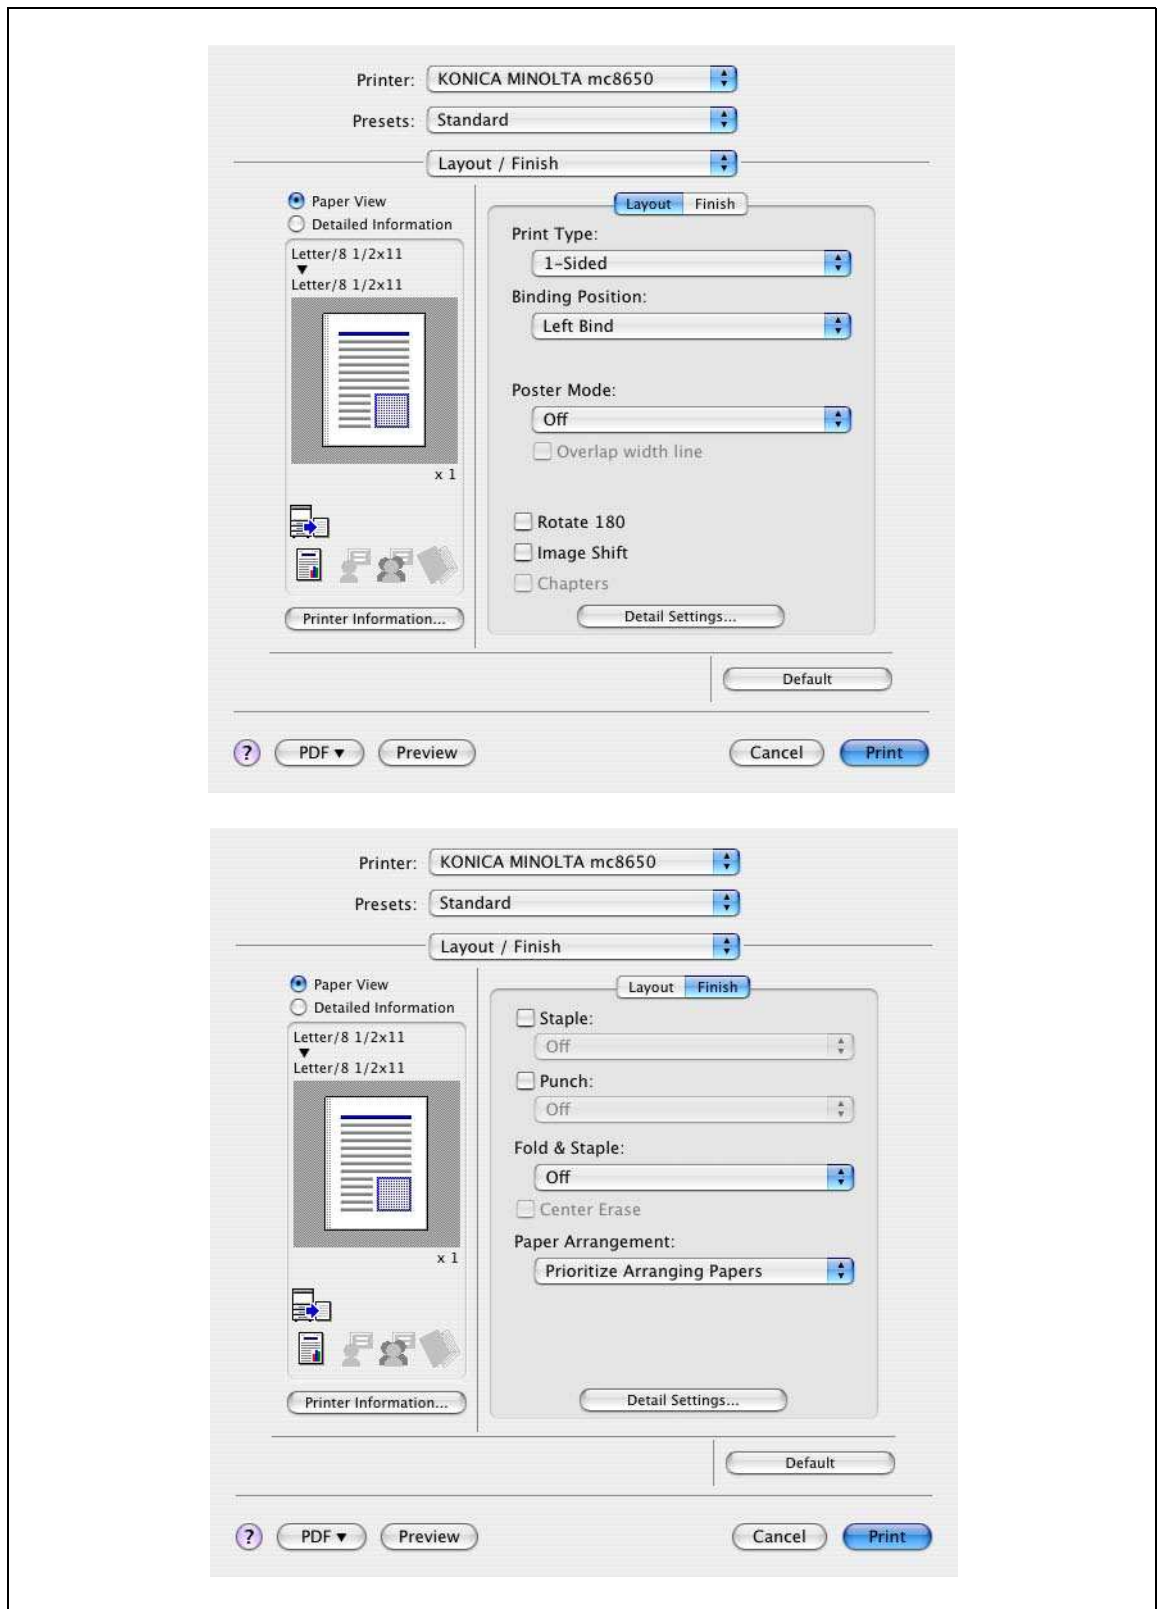 Printer: KONICA MINOLTA mc8650
Presets: Standard
Layout / Finish
Paper View
Detailed Information
Letter/8 1/2x11
▼
Letter/8 1/2x11
x 1
Printer Information...
Layout Finish
Print Type:
1-Sided
Binding Position:
Left Bind
Poster Mode:
Off
Overlap width line
Rotate 180
Image Shift
Chapters
Detail Settings...
Default
? PDF ▼ Preview Cancel Print
Printer: KONICA MINOLTA mc8650
Presets: Standard
Layout / Finish
Paper View
Detailed Information
Letter/8 1/2x11
▼
Letter/8 1/2x11
x 1
Printer Information...
Layout Finish
Staple:
Off
Punch:
Off
Fold & Staple:
Off
Center Erase
Paper Arrangement:
Prioritize Arranging Papers
Detail Settings...
Default
? PDF ▼ Preview Cancel Print